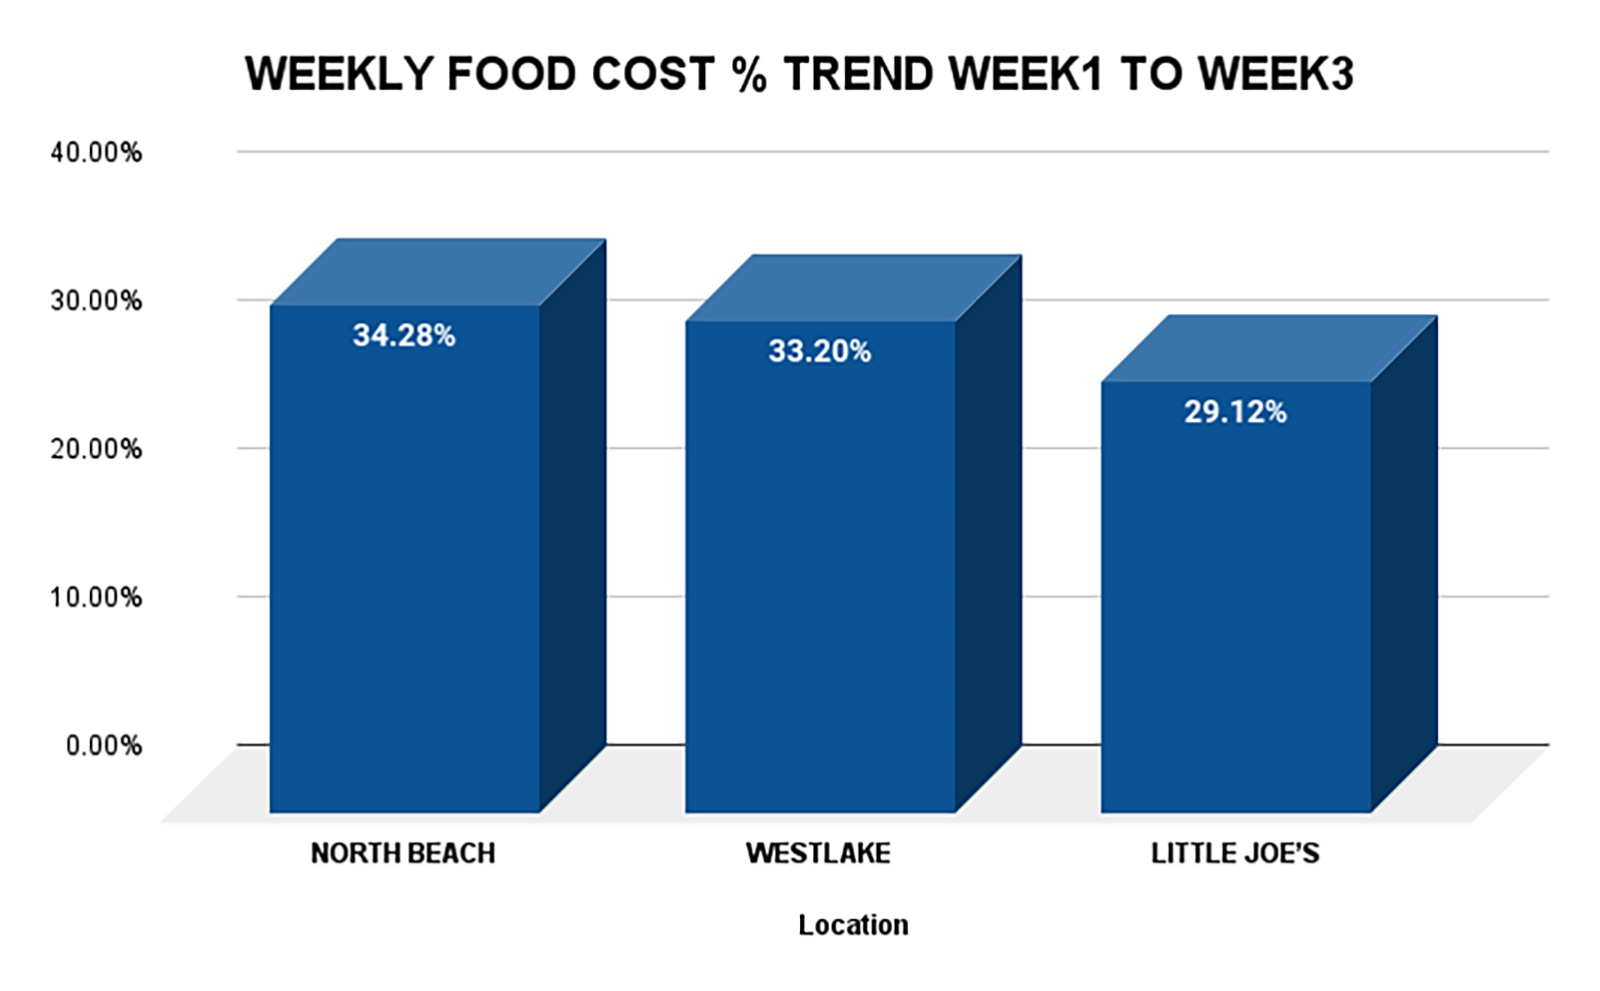 WEEKLY FOOD COST % TREND WEEK1 TO WEEK3
40.00%
30.00%
20.00%
10.00%
0.00%
34.28%
33.20%
29.12%
NORTH BEACH
WESTLAKE
LITTLE JOE’S
Location